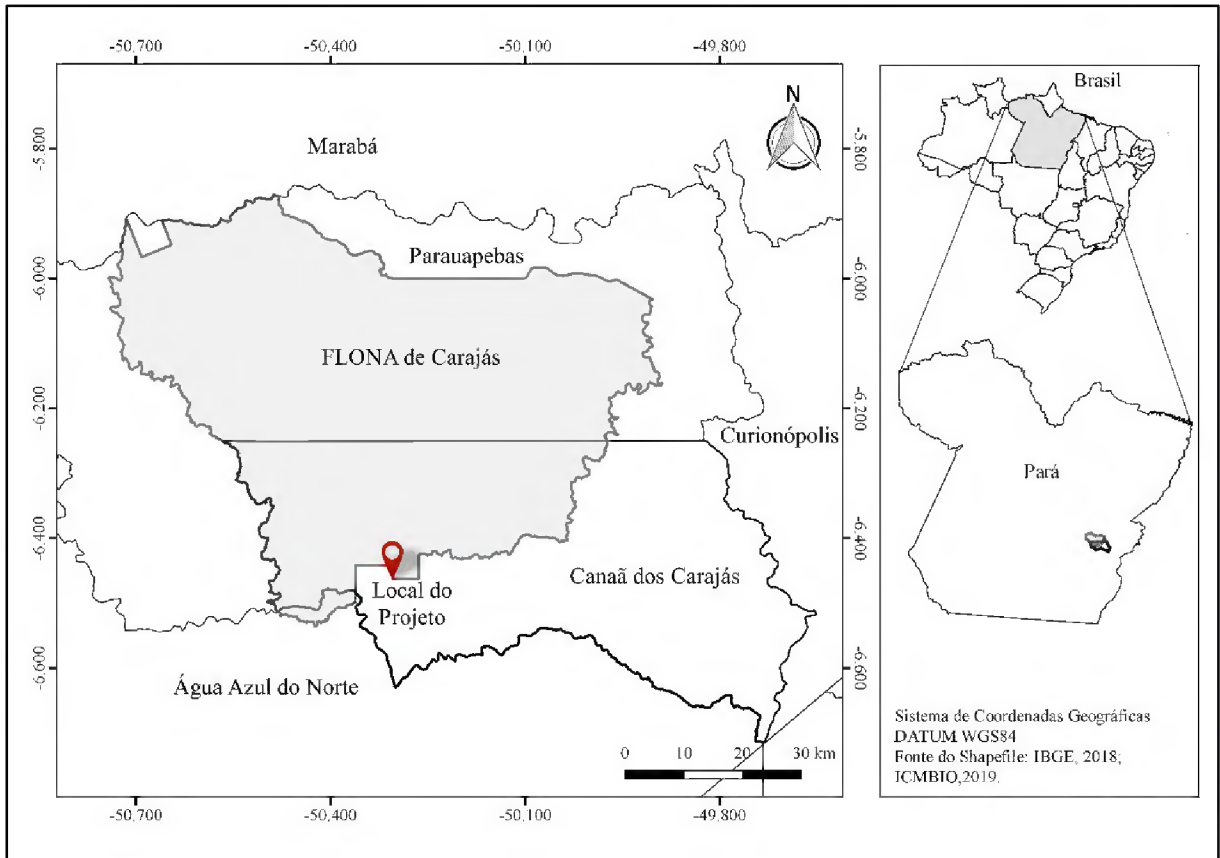 -50,700 -50,400 -50,100 -49,800
Brasil
N
-5.800 -5.800
Marabá
Parauapebas
-6.000 -6.000
FLONA de Carajás
-6.200 -6.200
Curionópolis
Pará
-6.400 -6.400
Canaã dos Carajás
Local do
Projeto
-6.600 -6.600
Água Azul do Norte
0 10 20 30 km
-50,700 -50,400 -50,100 -49,800
Sistema de Coordenadas Geográficas
DATUM WGS84
Fonte do Shapefile: IBGE, 2018;
ICMBIO,2019.